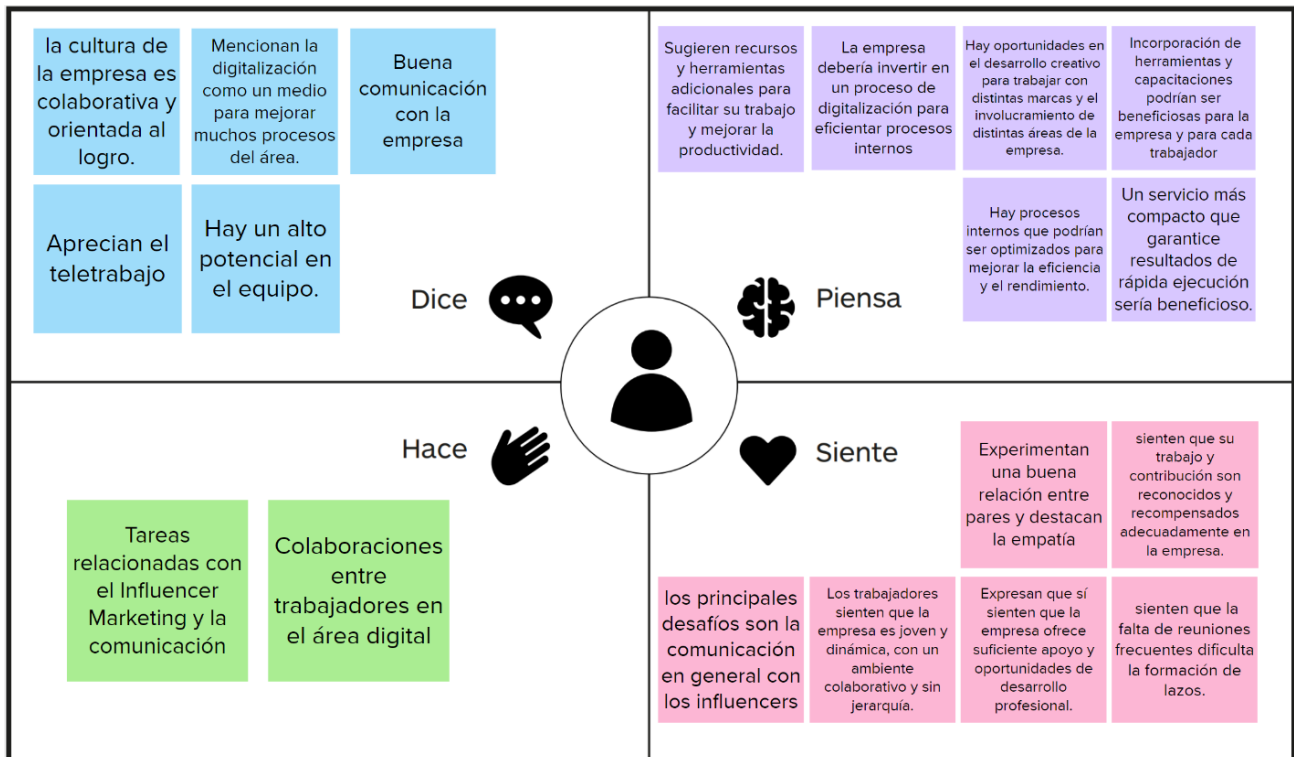 la cultura de
la empresa es
colaborativa y
orientada al
logro.
Mencionan la
digitalización
como un medio
para mejorar
muchos procesos
del área.
Buena
comunicación
con la
empresa
Aprecian el
teletrabajo
Hay un alto
potencial en
el equipo.
Dice
Sugieren recursos
y herramientas
adicionales para
facilitar su trabajo
y mejorar la
productividad.
La empresa
debería invertir en
un proceso de
digitalización para
eficientar procesos
internos
Hay oportunidades en
el desarrollo creativo
para trabajar con
distintas marcas y el
involucramiento de
distintas áreas de la
empresa.
Incorporación de
herramientas y
capacitaciones
podrían ser
beneficiosas para la
empresa y para cada
trabajador
Hay procesos
internos que podrían
ser optimizados para
mejorar la eficiencia
y el rendimiento.
Un servicio más
compacto que
garantice
resultados de
rápida ejecución
sería beneficioso.
Piensa
Hace
Tareas
relacionadas con
el Influencer
Marketing y la
comunicación
Colaboraciones
entre
trabajadores en
el área digital
Siente
Experimentan
una buena
relación entre
pares y destacan
la empatía
sienten que su
trabajo y
contribución son
reconocidos y
recompensados
adecuadamente en
la empresa.
los principales
desafíos son la
comunicación
en general con
los influencers
Los trabajadores
sienten que la
empresa es joven y
dinámica, con un
ambiente
colaborativo y sin
jerarquía.
Expresan que sí
sienten que la
empresa ofrece
suficiente apoyo y
oportunidades de
desarrollo
profesional.
sienten que la
falta de reuniones
frecuentes dificulta
la formación de
lazos.